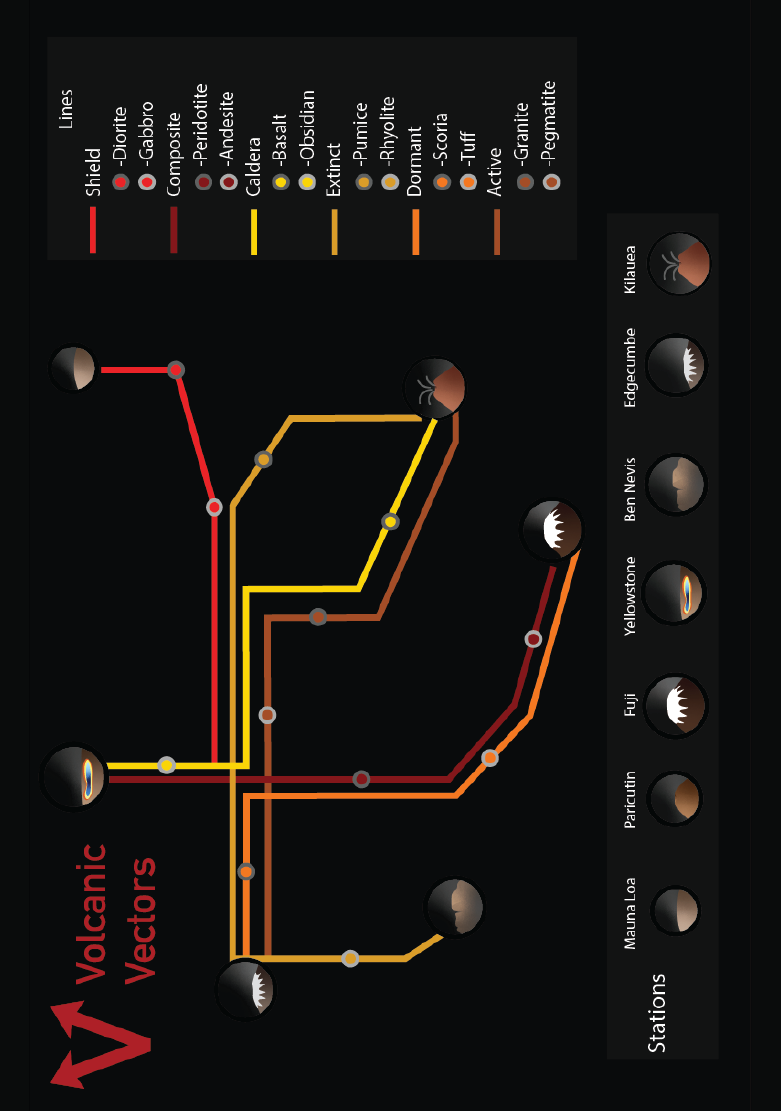 Volcanic
Vectors
Lines
Shield
-Diorite
-Gabbro
Composite
-Peridotite
-Andesite
Caldera
-Basalt
-Obsidian
Extinct
-Pumice
-Rhyolite
Dormant
-Scoria
-Tuff
Active
-Granite
-Pegmatite
Stations
Mauna Loa
Paricutin
Fuji
Yellowstone
Ben Nevis
Edgecumbe
Kilauea